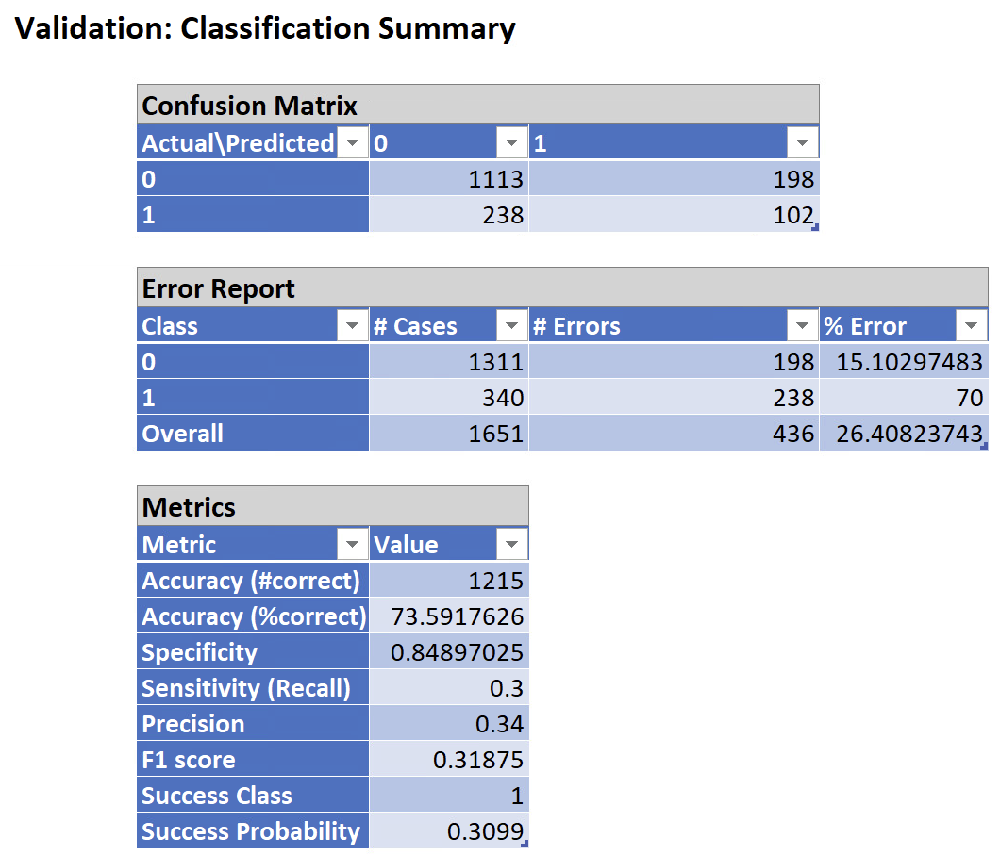 Validation: Classification Summary
Confusion Matrix
Actual\Predicted 0 1
0 1113 198
1 238 102
Error Report
Class # Cases # Errors % Error
0 1311 198 15.10297483
1 340 238 70
Overall 1651 436 26.40823743
Metrics
Metric Value
Accuracy (#correct) 1215
Accuracy (%correct) 73.5917626
Specificity 0.84897025
Sensitivity (Recall) 0.3
Precision 0.34
F1 score 0.31875
Success Class 1
Success Probability 0.3099